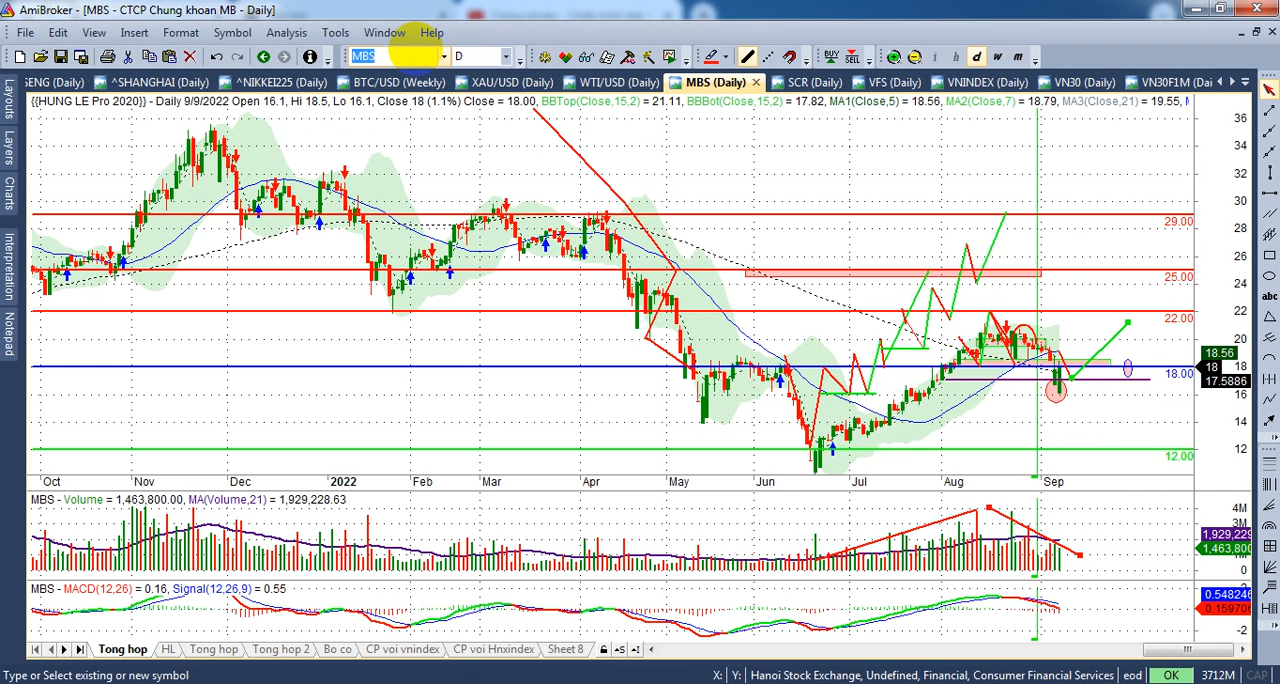 AmiBroker - [MBS - CTCP Chung khoan MB - Daily]
File Edit View Insert Format Symbol Analysis Tools Window Help
MBS D BUY SELL i h d w m
ENG (Daily) ^SHANGHAI (Daily) ^NIKKEI225 (Daily) BTC/USD (Weekly) XAU/USD (Daily) WTI/USD (Daily) MBS (Daily) SCR (Daily) VFS (Daily) VNINDEX (Daily) VN30 (Daily) VN30F1M (Dai
{{HUNG LE Pro 2020}} - Daily 9/9/2022 Open 16.1, Hi 18.5, Lo 16.1, Close 18 (1.1%) Close = 18.00, BBTop(Close,15,2) = 21.11, BBBot(Close,15,2) = 17.82, MA1(Close,5) = 18.56, MA2(Close,7) = 18.79, MA3(Close,21) = 19.55,
Layouts
Layers
Charts
Interpretation
Notepad
abc
36
34
32
30
29.00
28
26
25.00
24
22
22.00
20
18.56
18
18
18.00
17.5886
16
14
12
12.00
Oct Nov Dec 2022 Feb Mar Apr May Jun Jul Aug Sep
MBS - Volume = 1,463,800.00, MA(Volume,21) = 1,929,228.63
4M
3M
1,929,229
1,463,800
0
MBS - MACD(12,26) = 0.16, Signal(12,26,9) = 0.55
0.548246
0.159706
-2
Tong hop HL Tong hop Tong hop 2 Bo co CP voi vnindex CP voi Hnxindex Sheet 8
Type or Select existing or new symbol X: Y: Hanoi Stock Exchange, Undefined, Financial, Consumer Financial Services eod OK 3712M CAP